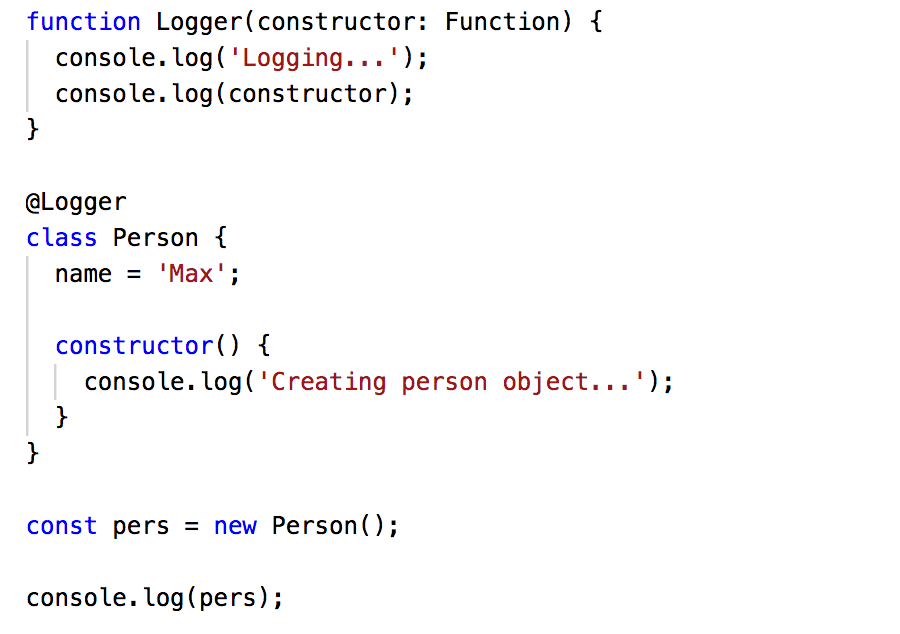 function Logger(constructor: Function) {
  console.log('Logging...');
  console.log(constructor);
}

@Logger
class Person {
  name = 'Max';

  constructor() {
    console.log('Creating person object...');
  }
}

const pers = new Person();

console.log(pers);